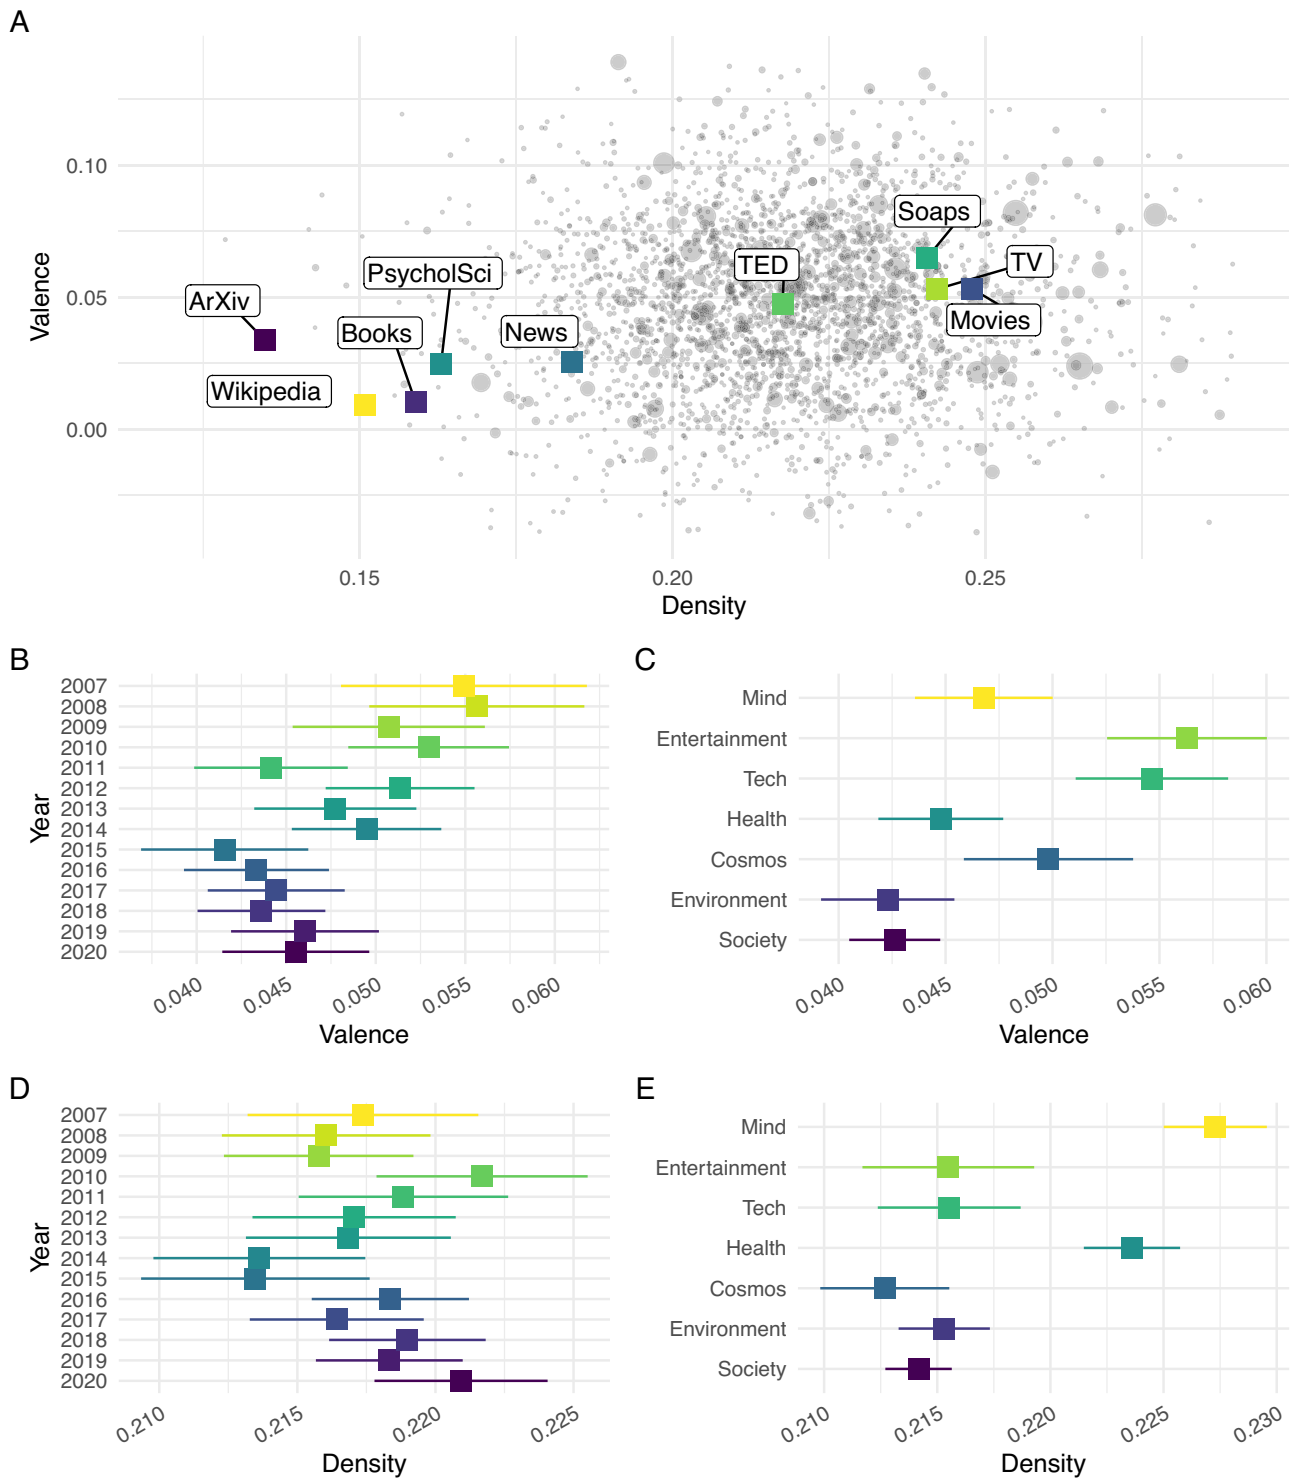 A
Valence
0.10
0.05
0.00
Soaps
TED
TV
PsycholSci
ArXiv
Books
News
Movies
Wikipedia
0.15
0.20
0.25
Density
B
Year
2007
2008
2009
2010
2011
2012
2013
2014
2015
2016
2017
2018
2019
2020
0.040
0.045
0.050
0.055
0.060
Valence
C
Mind
Entertainment
Tech
Health
Cosmos
Environment
Society
0.040
0.045
0.050
0.055
0.060
Valence
D
Year
2007
2008
2009
2010
2011
2012
2013
2014
2015
2016
2017
2018
2019
2020
0.210
0.215
0.220
0.225
Density
E
Mind
Entertainment
Tech
Health
Cosmos
Environment
Society
0.210
0.215
0.220
0.225
0.230
Density